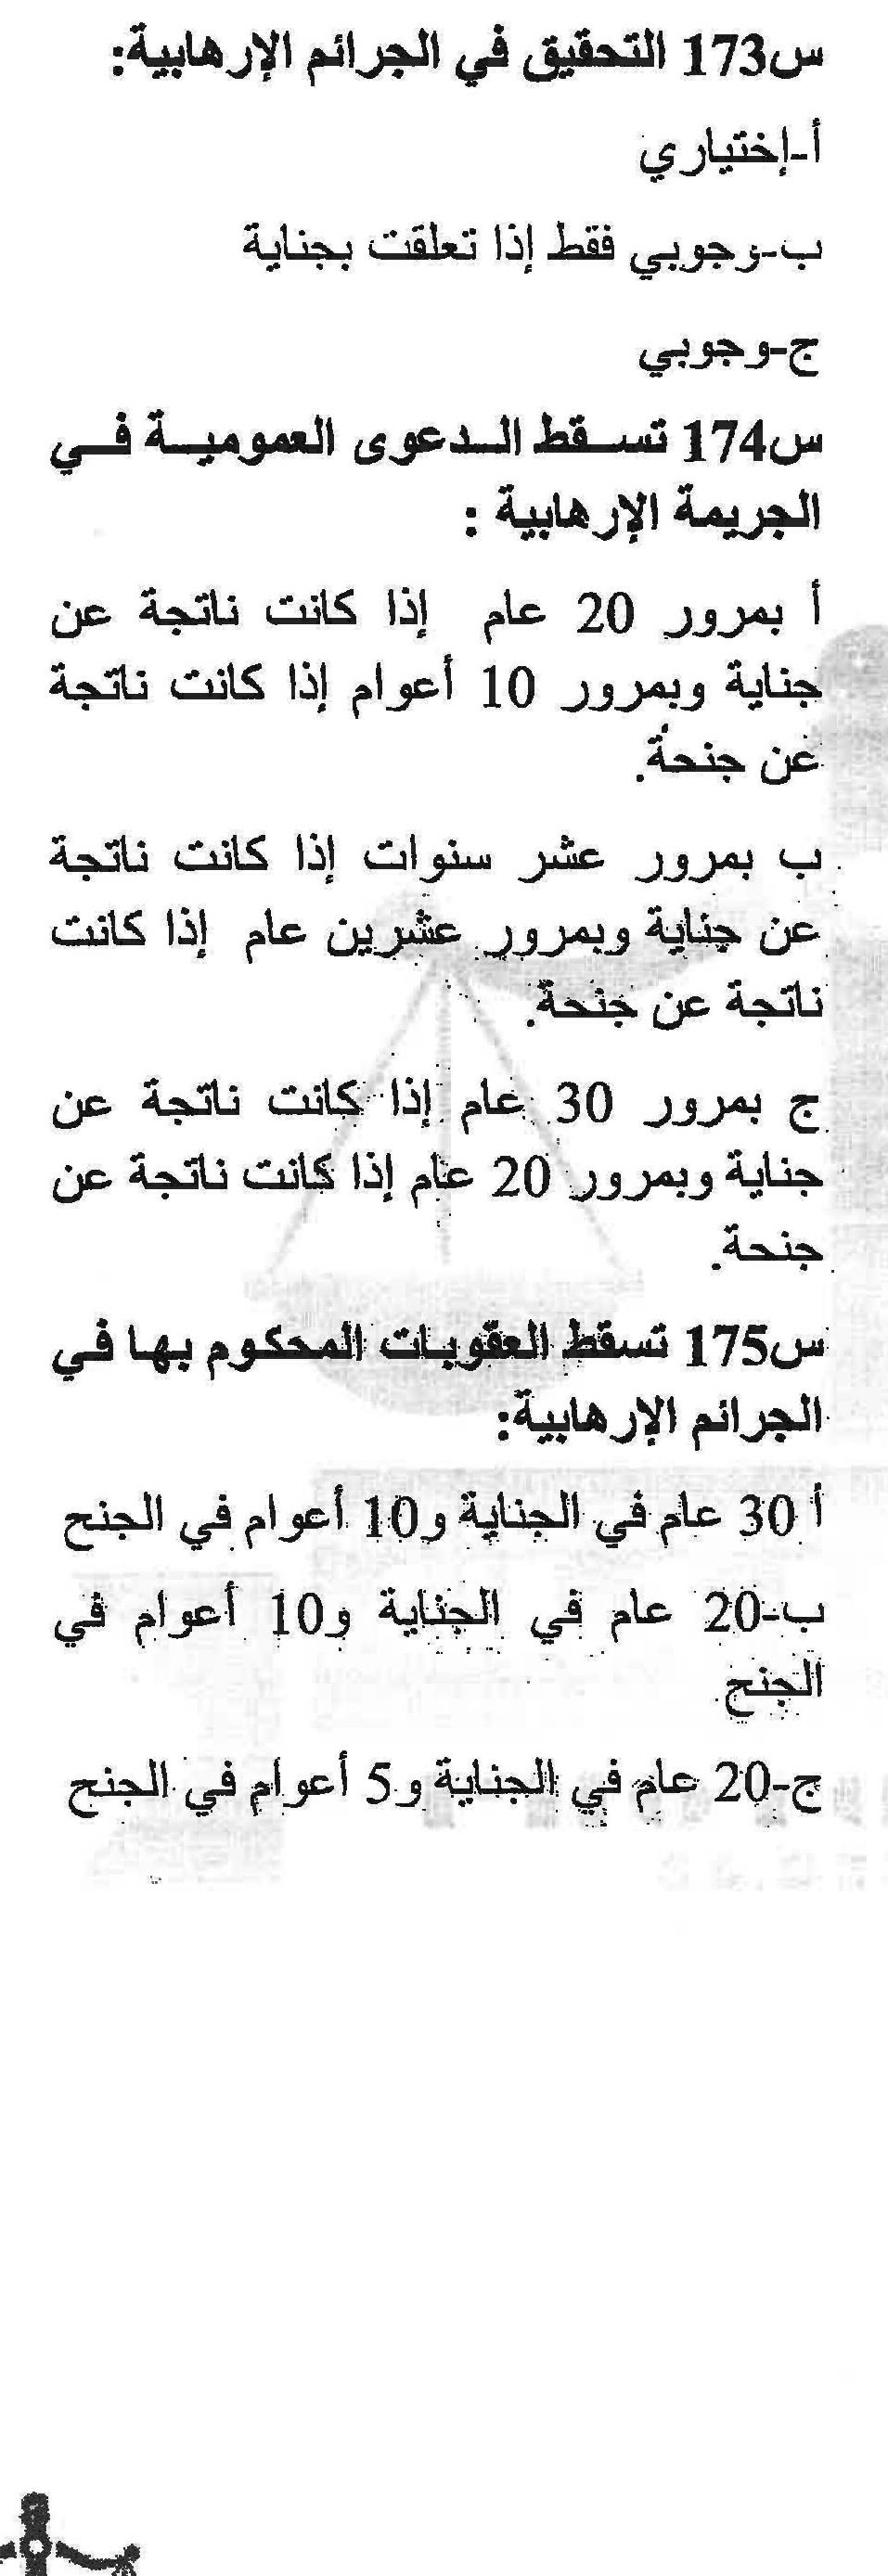 س173 التحقيق في الجرائم الإرهابية:
أ-إختياري
ب-وجوبي فقط إذا تعلقت بجناية
ج-وجوبي
س174 تسقط الدعوى العمومية في
الجريمة الإرهابية :
أ بمرور 20 عام إذا كانت ناتجة عن
جناية وبمرور 10 أعوام إذا كانت ناتجة
عن جنحة.
ب بمرور عشر سنوات إذا كانت ناتجة
عن جناية وبمرور عشرين عام إذا كانت
ناتجة عن جنحة.
ج بمرور 30 عام إذا كانت ناتجة عن
جناية وبمرور 20 عام إذا كانت ناتجة عن
جنحة.
س175 تسقط العقوبات المحكوم بها في
الجرائم الإرهابية:
أ 30 عام في الجناية و10 أعوام في الجنح
ب-20 عام في الجناية و10 أعوام في
الجنح
ج-20 عام في الجناية و5 أعوام في الجنح